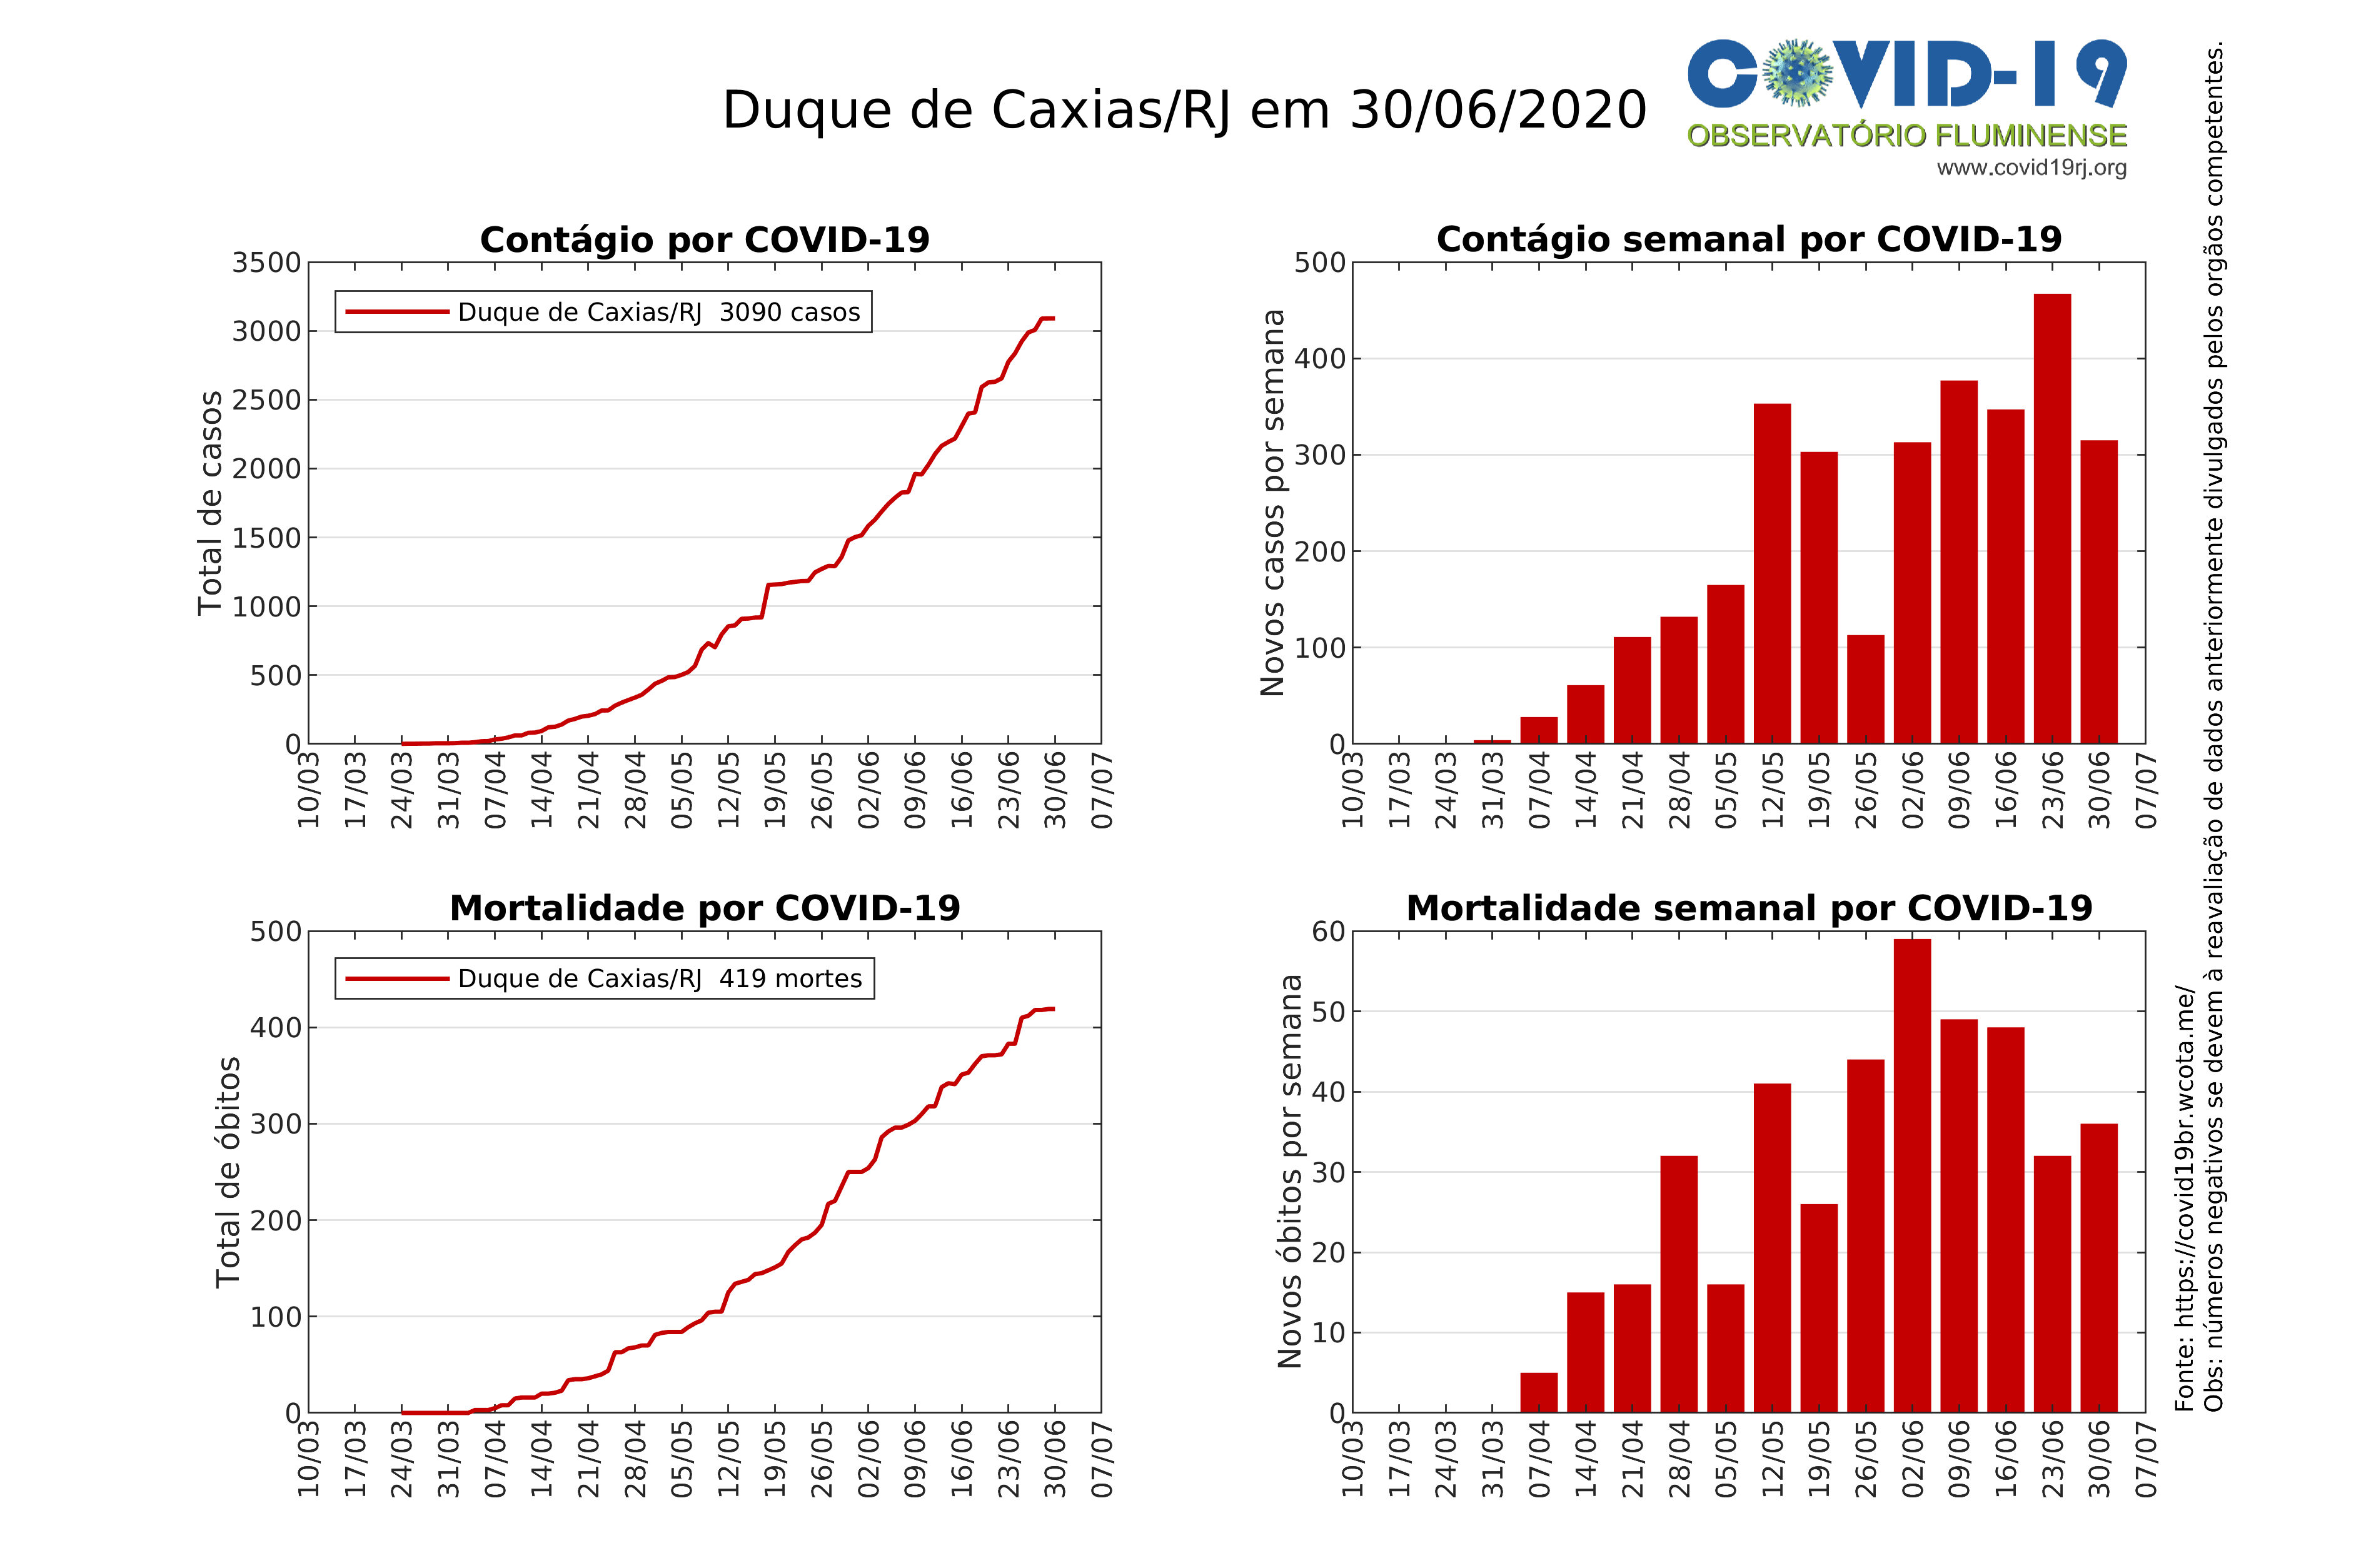 Duque de Caxias/RJ em 30/06/2020
COVID-19
OBSERVATÓRIO FLUMINENSE
www.covid19rj.org
Contágio por COVID-19
Total de casos
3500
3000
2500
2000
1500
1000
500
0
Duque de Caxias/RJ 3090 casos
10/03 17/03 24/03 31/03 07/04 14/04 21/04 28/04 05/05 12/05 19/05 26/05 02/06 09/06 16/06 23/06 30/06 07/07
Contágio semanal por COVID-19
Novos casos por semana
500
400
300
200
100
0
10/03 17/03 24/03 31/03 07/04 14/04 21/04 28/04 05/05 12/05 19/05 26/05 02/06 09/06 16/06 23/06 30/06 07/07
Mortalidade por COVID-19
Total de óbitos
500
400
300
200
100
0
Duque de Caxias/RJ 419 mortes
10/03 17/03 24/03 31/03 07/04 14/04 21/04 28/04 05/05 12/05 19/05 26/05 02/06 09/06 16/06 23/06 30/06 07/07
Mortalidade semanal por COVID-19
Novos óbitos por semana
60
50
40
30
20
10
0
10/03 17/03 24/03 31/03 07/04 14/04 21/04 28/04 05/05 12/05 19/05 26/05 02/06 09/06 16/06 23/06 30/06 07/07
Fonte: https://covid19br.wcota.me/
Obs: números negativos se devem à reavaliação de dados anteriormente divulgados pelos orgãos competentes.